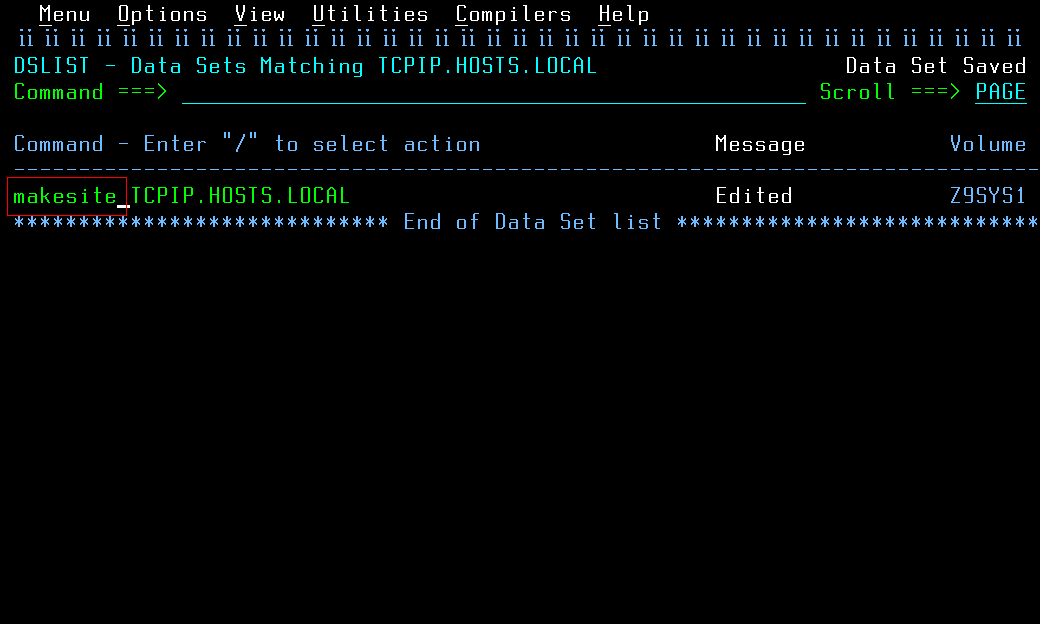 Menu Options View Utilities Compilers Help
ïï ïï ïï ïï ïï ïï ïï ïï ïï ïï ïï ïï ïï ïï ïï ïï ïï ïï ïï ïï ïï ïï ïï ïï ïï ïï ïï ïï ïï ïï ïï ïï ïï ïï ïï ïï ïï ïï ïï
DSLIST - Data Sets Matching TCPIP.HOSTS.LOCAL Data Set Saved
Command ===> Scroll ===> PAGE
Command - Enter "/" to select action Message Volume
-------------------------------------------------------------------------------
makesite_TCPIP.HOSTS.LOCAL Edited Z9SYS1
***************************** End of Data Set list ****************************